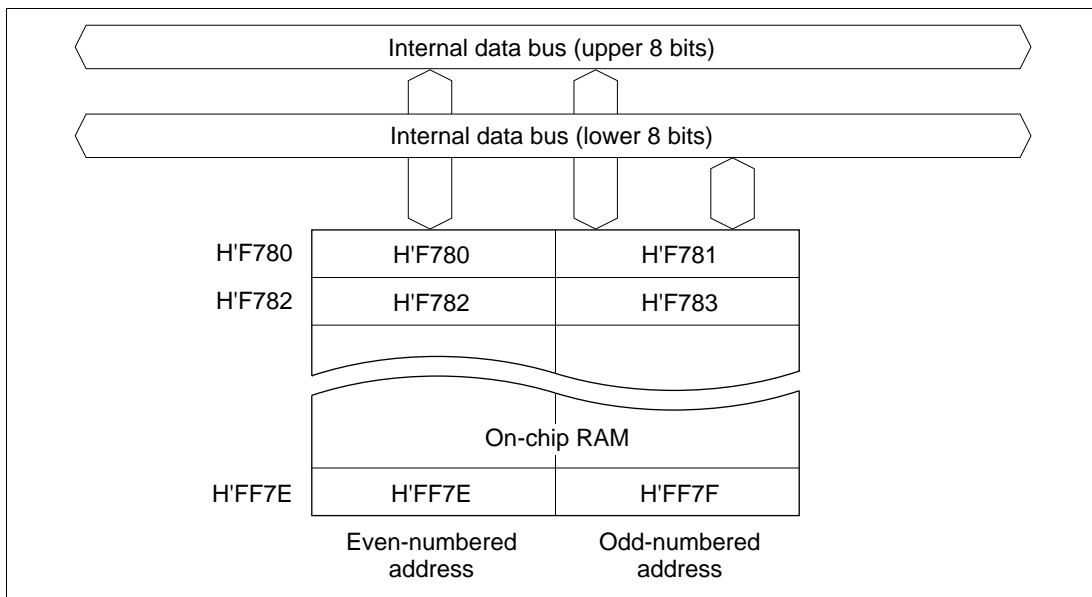 Internal data bus (upper 8 bits)
Internal data bus (lower 8 bits)
H'F780 H'F780 H'F781
H'F782 H'F782 H'F783
On-chip RAM
H'FF7E H'FF7E H'FF7F
Even-numbered address
Odd-numbered address